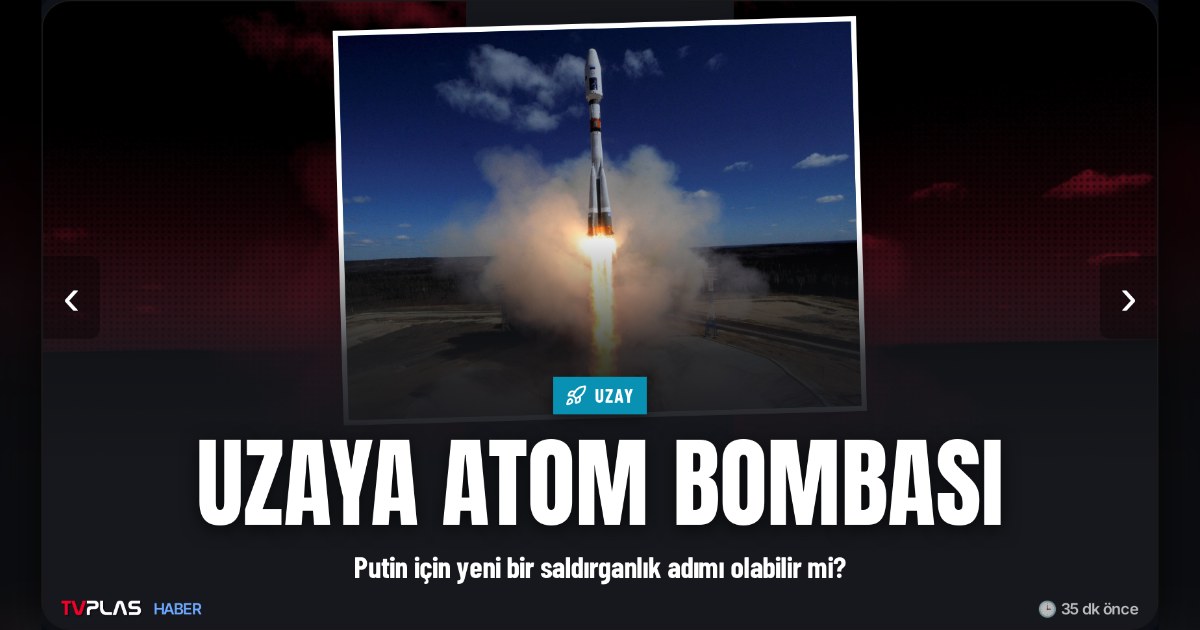 UZAY
UZAYA ATOM BOMBASI
Putin için yeni bir saldırganlık adımı olabilir mi?
TVPLAS HABER
35 dk önce